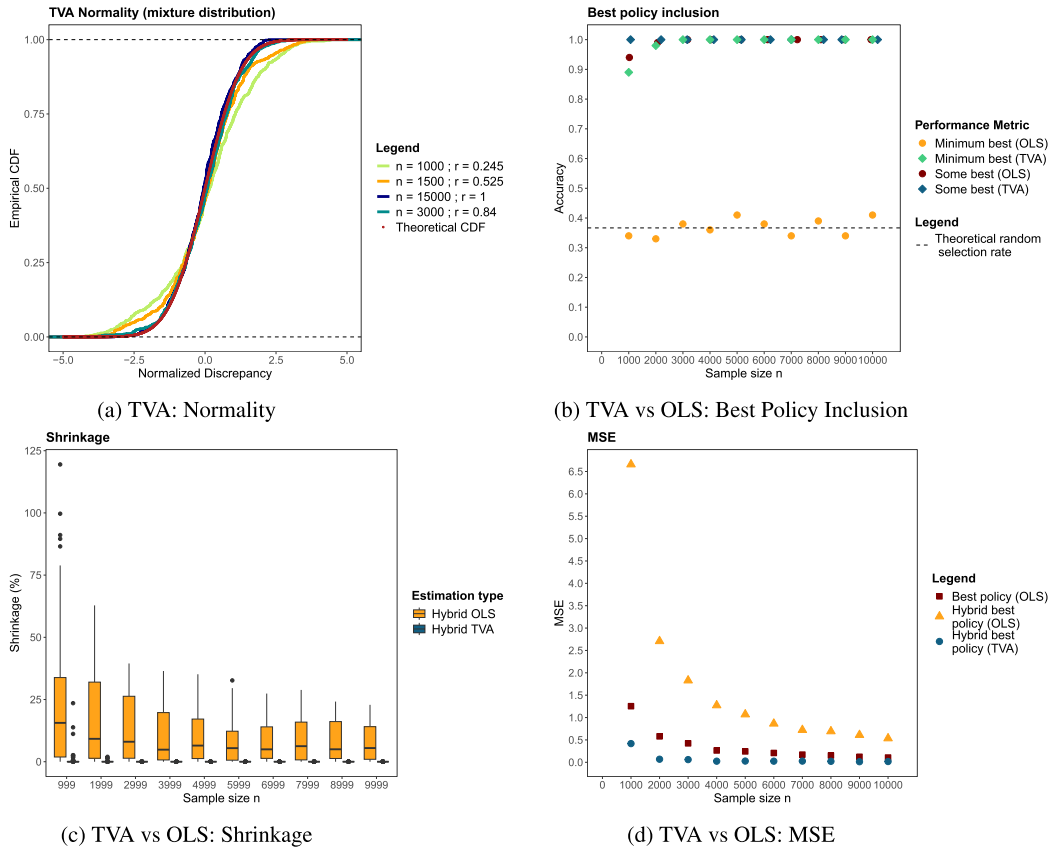 TVA Normality (mixture distribution)
1.00
0.75
0.50
0.25
0.00
Empirical CDF
−5.0
−2.5
0.0
2.5
5.0
Normalized Discrepancy
Legend
n = 1000 ; r = 0.245
n = 1500 ; r = 0.525
n = 15000 ; r = 1
n = 3000 ; r = 0.84
Theoretical CDF
(a) TVA: Normality
Best policy inclusion
1.0
0.9
0.8
0.7
0.6
0.5
0.4
0.3
0.2
0.1
0.0
Accuracy
0
1000
2000
3000
4000
5000
6000
7000
8000
9000
10000
Sample size n
Performance Metric
Minimum best (OLS)
Minimum best (TVA)
Some best (OLS)
Some best (TVA)
Legend
Theoretical random
selection rate
(b) TVA vs OLS: Best Policy Inclusion
Shrinkage
125
100
75
50
25
0
Shrinkage (%)
999
1999
2999
3999
4999
5999
6999
7999
8999
9999
Sample size n
Estimation type
Hybrid OLS
Hybrid TVA
(c) TVA vs OLS: Shrinkage
MSE
6.5
6.0
5.5
5.0
4.5
4.0
3.5
3.0
2.5
2.0
1.5
1.0
0.5
0.0
MSE
0
1000
2000
3000
4000
5000
6000
7000
8000
9000
10000
Sample size n
Legend
Best policy (OLS)
Hybrid best
policy (OLS)
Hybrid best
policy (TVA)
(d) TVA vs OLS: MSE